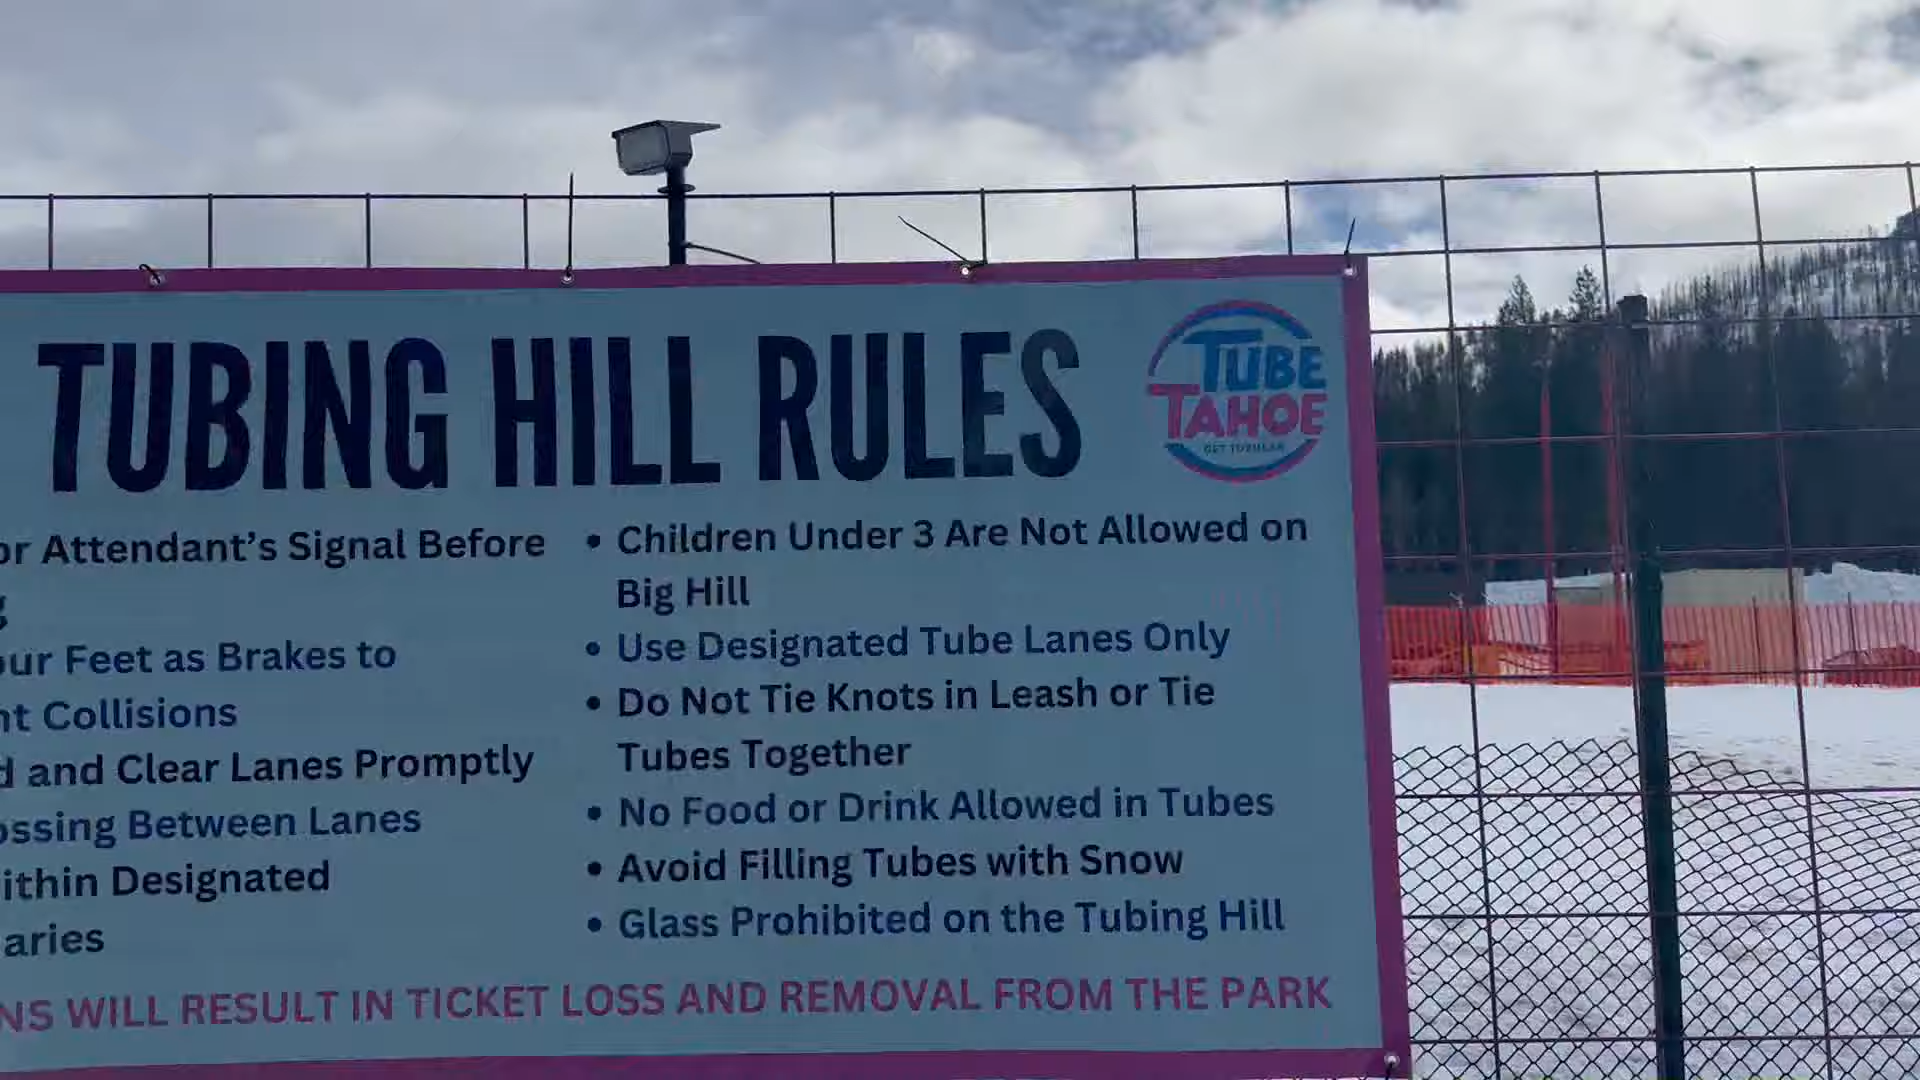 TUBING HILL RULES
TUBE
TAHOE
GET TUBULAR
or Attendant's Signal Before
g
our Feet as Brakes to
nt Collisions
d and Clear Lanes Promptly
ossing Between Lanes
ithin Designated
aries
• Children Under 3 Are Not Allowed on
Big Hill
• Use Designated Tube Lanes Only
• Do Not Tie Knots in Leash or Tie
Tubes Together
• No Food or Drink Allowed in Tubes
• Avoid Filling Tubes with Snow
• Glass Prohibited on the Tubing Hill
NS WILL RESULT IN TICKET LOSS AND REMOVAL FROM THE PARK